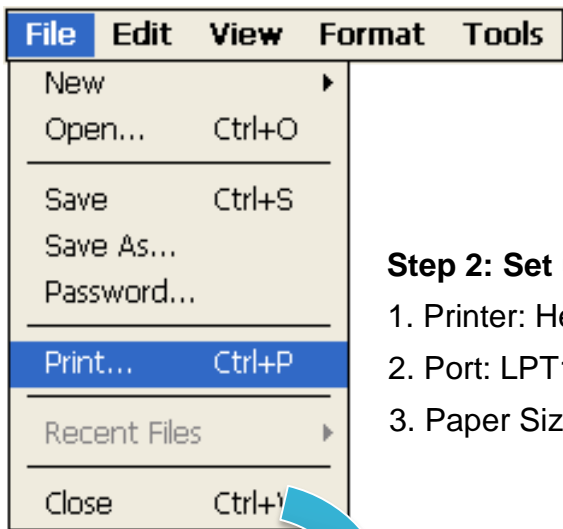 File Edit View Format Tools
New
Open... Ctrl+O
Save Ctrl+S
Save As...
Password...
Print... Ctrl+P
Recent Files
Close
Step 2: Set
1. Printer:
2. Port:
3. Paper